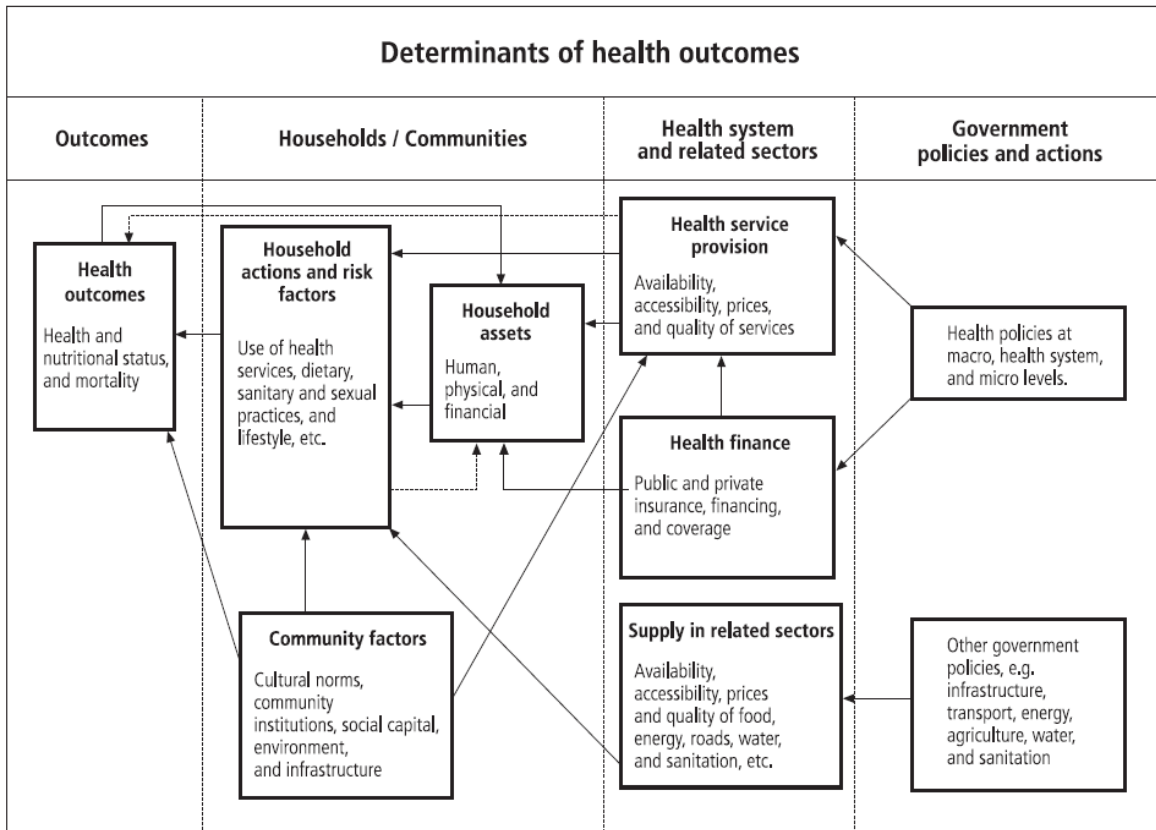 Determinants of health outcomes
Outcomes
Households / Communities
Health system
and related sectors
Government
policies and actions
Health
outcomes
Health and
nutritional status,
and mortality
Household
actions and risk
factors
Use of health
services, dietary,
sanitary and sexual
practices, and
lifestyle, etc.
Household
assets
Human,
physical, and
financial
Community factors
Cultural norms,
community
institutions, social capital,
environment,
and infrastructure
Health service
provision
Availability,
accessibility, prices,
and quality of services
Health finance
Public and private
insurance, financing,
and coverage
Supply in related sectors
Availability,
accessibility, prices
and quality of food,
energy, roads, water,
and sanitation, etc.
Health policies at
macro, health system,
and micro levels.
Other government
policies, e.g.
infrastructure,
transport, energy,
agriculture, water,
and sanitation